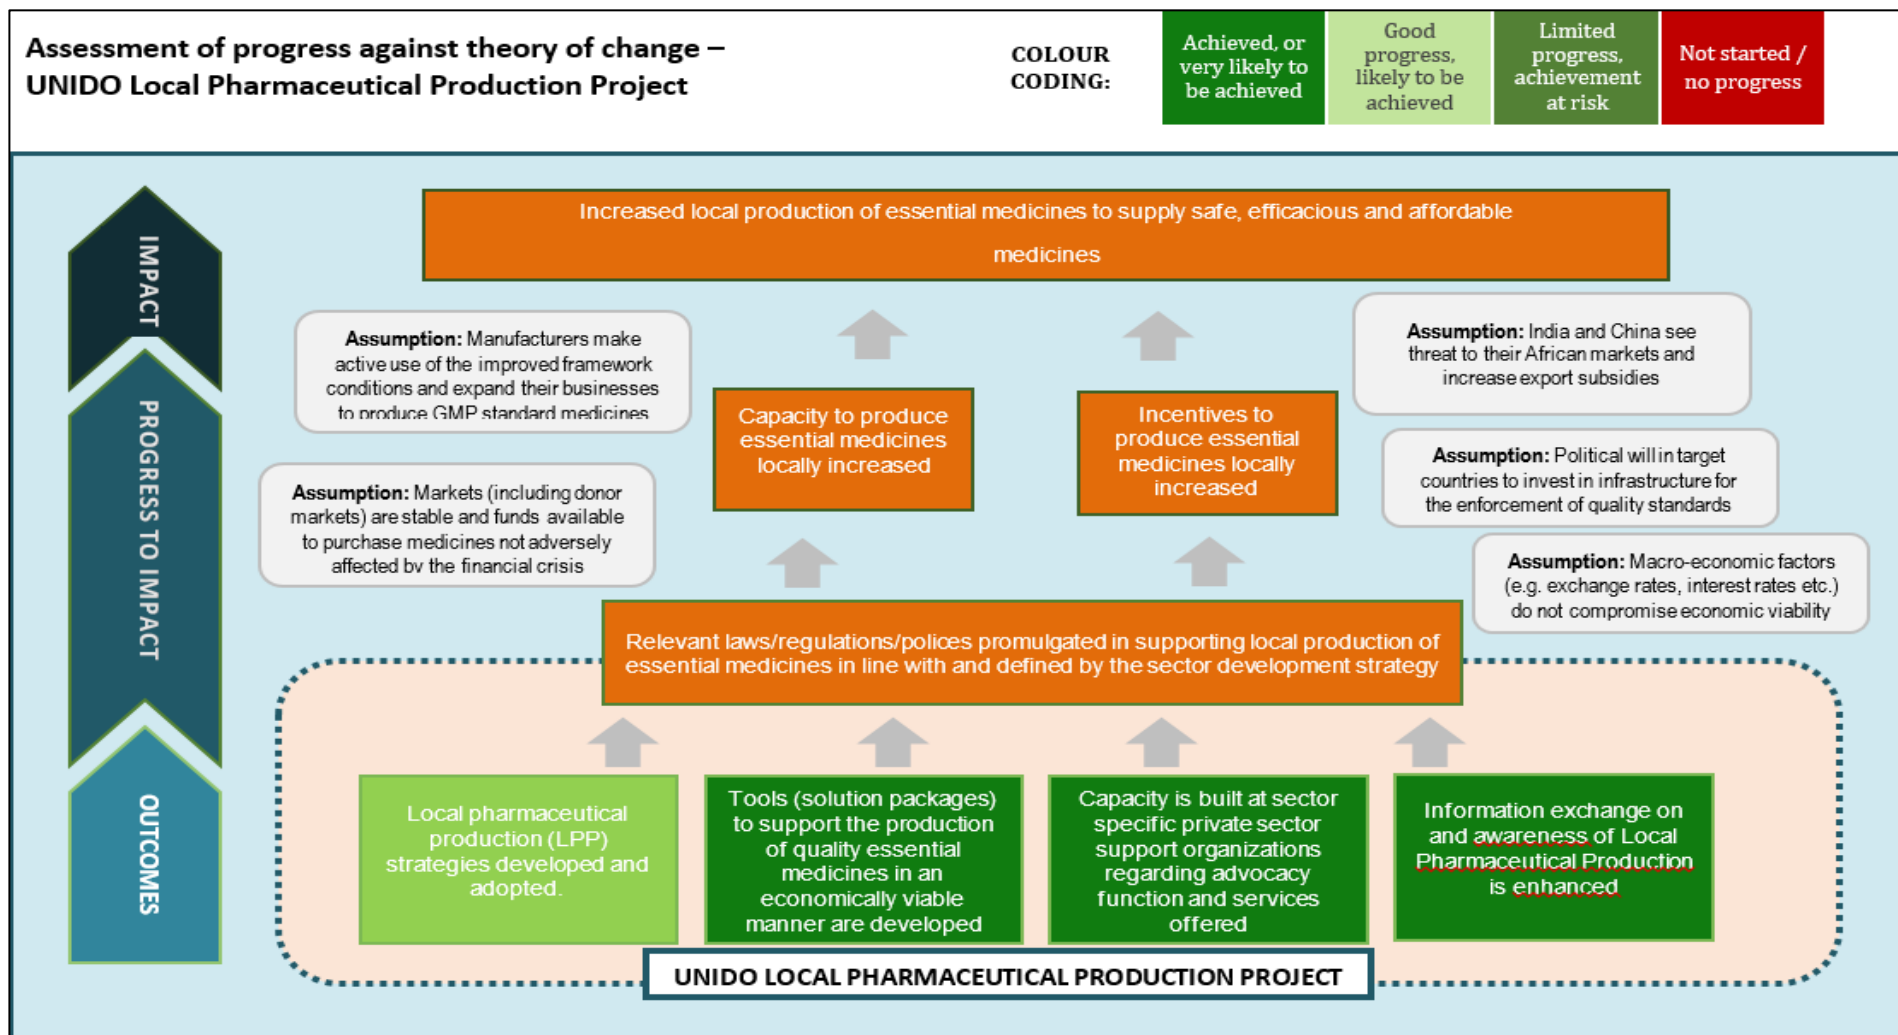 Assessment of progress against theory of change –
UNIDO Local Pharmaceutical Production Project
COLOUR
CODING:
Achieved, or
very likely to
be achieved
Good
progress,
likely to be
achieved
Limited
progress,
achievement
at risk
Not started /
no progress
IMPACT
PROGRESS TO IMPACT
OUTCOMES
Increased local production of essential medicines to supply safe, efficacious and affordable
medicines
Assumption: Manufacturers make
active use of the improved framework
conditions and expand their businesses
to produce GMP standard medicines
Assumption: India and China see
threat to their African markets and
increase export subsidies
Capacity to produce
essential medicines
locally increased
Incentives to
produce essential
medicines locally
increased
Assumption: Markets (including donor
markets) are stable and funds available
to purchase medicines not adversely
affected by the financial crisis
Assumption: Political will in target
countries to invest in infrastructure for
the enforcement of quality standards
Assumption: Macro-economic factors
(e.g. exchange rates, interest rates etc.)
do not compromise economic viability
Relevant laws/regulations/polices promulgated in supporting local production of
essential medicines in line with and defined by the sector development strategy
Local pharmaceutical
production (LPP)
strategies developed and
adopted.
Tools (solution packages)
to support the production
of quality essential
medicines in an
economically viable
manner are developed
Capacity is built at sector
specific private sector
support organizations
regarding advocacy
function and services
offered
Information exchange on
and awareness of Local
Pharmaceutical Production
is enhanced
UNIDO LOCAL PHARMACEUTICAL PRODUCTION PROJECT